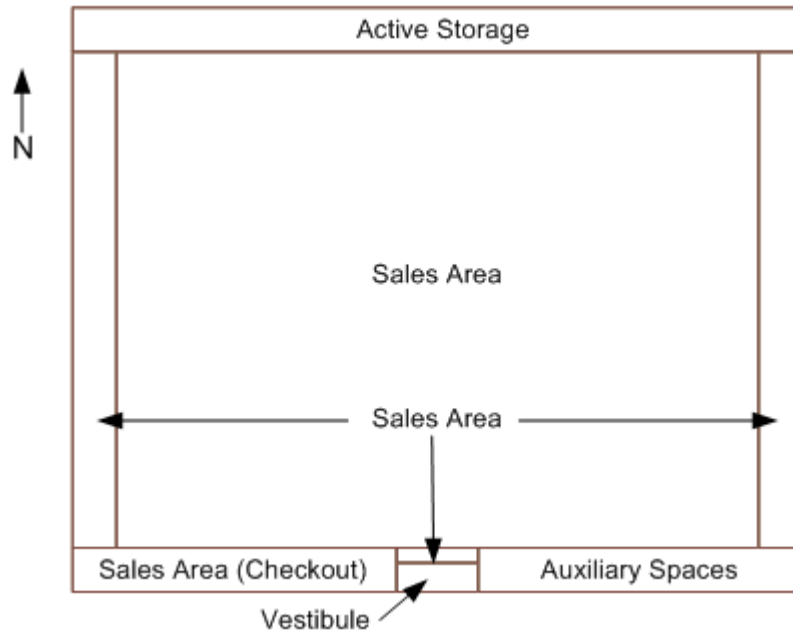 Active Storage
N
Sales Area
Sales Area
Sales Area (Checkout)
Auxiliary Spaces
Vestibule